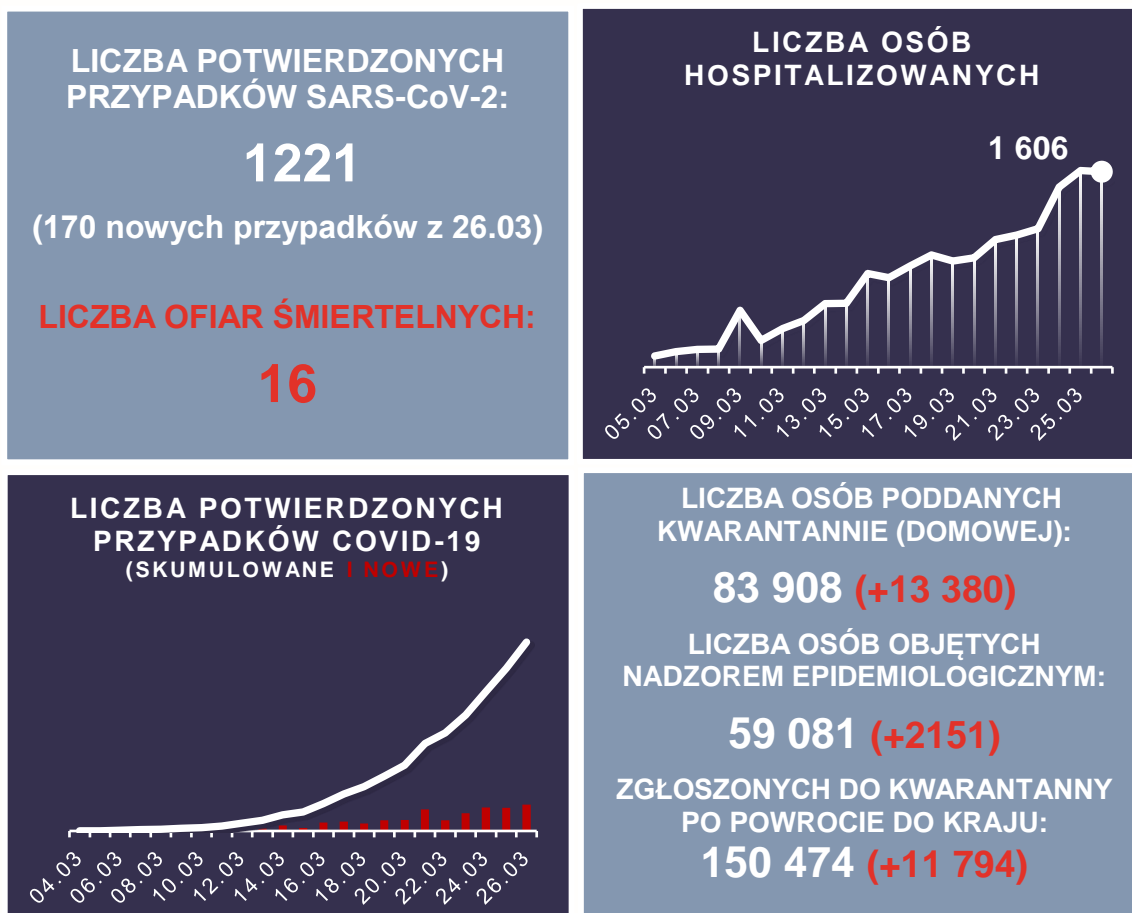 LICZBA POTWIERDZONYCH
PRZYPADKÓW SARS-CoV-2:
1221
(170 nowych przypadków z 26.03)
LICZBA OFIAR ŚMIERTELNYCH:
16
LICZBA OSÓB
HOSPITALIZOWANYCH
1 606
05.03 07.03 09.03 11.03 13.03 15.03 17.03 19.03 21.03 23.03 25.03
LICZBA POTWIERDZONYCH
PRZYPADKÓW COVID-19
(SKUMULOWANE I NOWE)
04.03 06.03 08.03 10.03 12.03 14.03 16.03 18.03 20.03 22.03 24.03 26.03
LICZBA OSÓB PODDANYCH
KWARANTANNIE (DOMOWEJ):
83 908 (+13 380)
LICZBA OSÓB OBJĘTYCH
NADZOREM EPIDEMIOLOGICZNYM:
59 081 (+2151)
ZGŁOSZONYCH DO KWARANTANNY
PO POWROCIE DO KRAJU:
150 474 (+11 794)